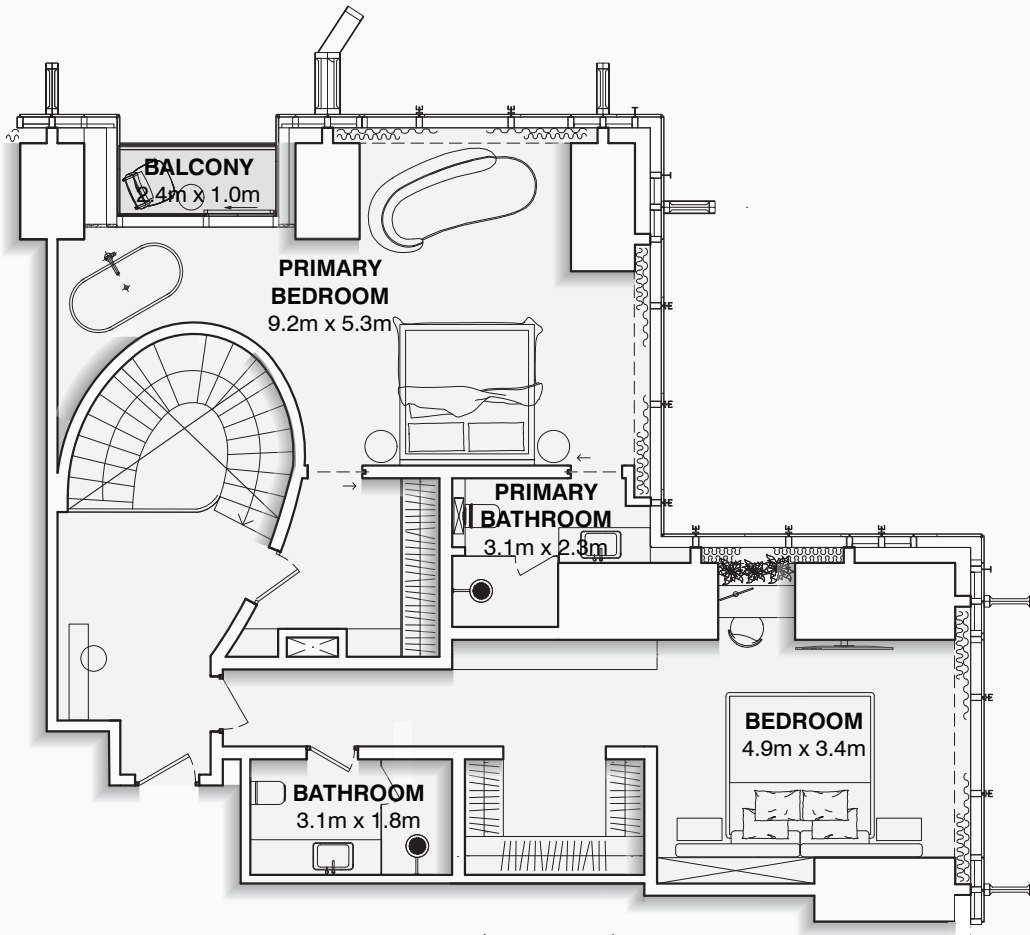 BALCONY
2.4m x 1.0m
PRIMARY
BEDROOM
9.2m x 5.3m
PRIMARY
BATHROOM
3.1m x 2.3m
BEDROOM
4.9m x 3.4m
BATHROOM
3.1m x 1.8m